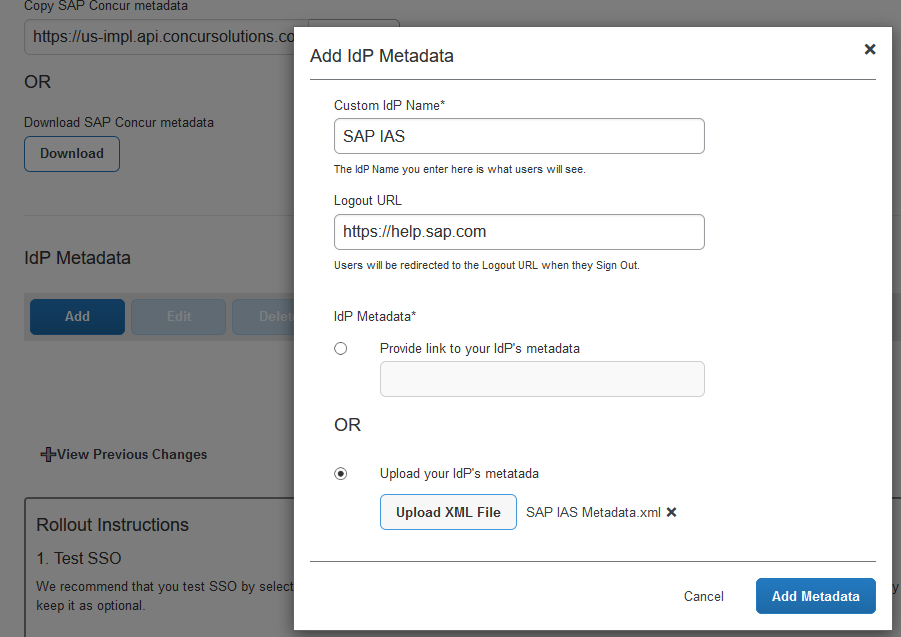 Copy SAP Concur metadata
https://us-impl.api.concursolutions.co
OR
Download SAP Concur metadata
Download
IdP Metadata
Add
Edit
Delet
View Previous Changes
Rollout Instructions
1. Test SSO
We recommend that you test SSO by select
keep it as optional.
Add IdP Metadata
Custom IdP Name*
SAP IAS
The IdP Name you enter here is what users will see.
Logout URL
https://help.sap.com
Users will be redirected to the Logout URL when they Sign Out.
IdP Metadata*
Provide link to your IdP's metadata
OR
Upload your IdP's metatada
Upload XML File
SAP IAS Metadata.xml
Cancel
Add Metadata